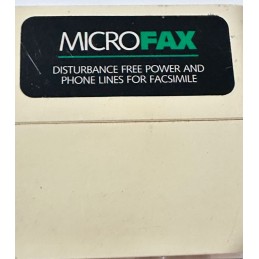 MICROFAX
DISTURBANCE FREE POWER AND
PHONE LINES FOR FACSIMILE